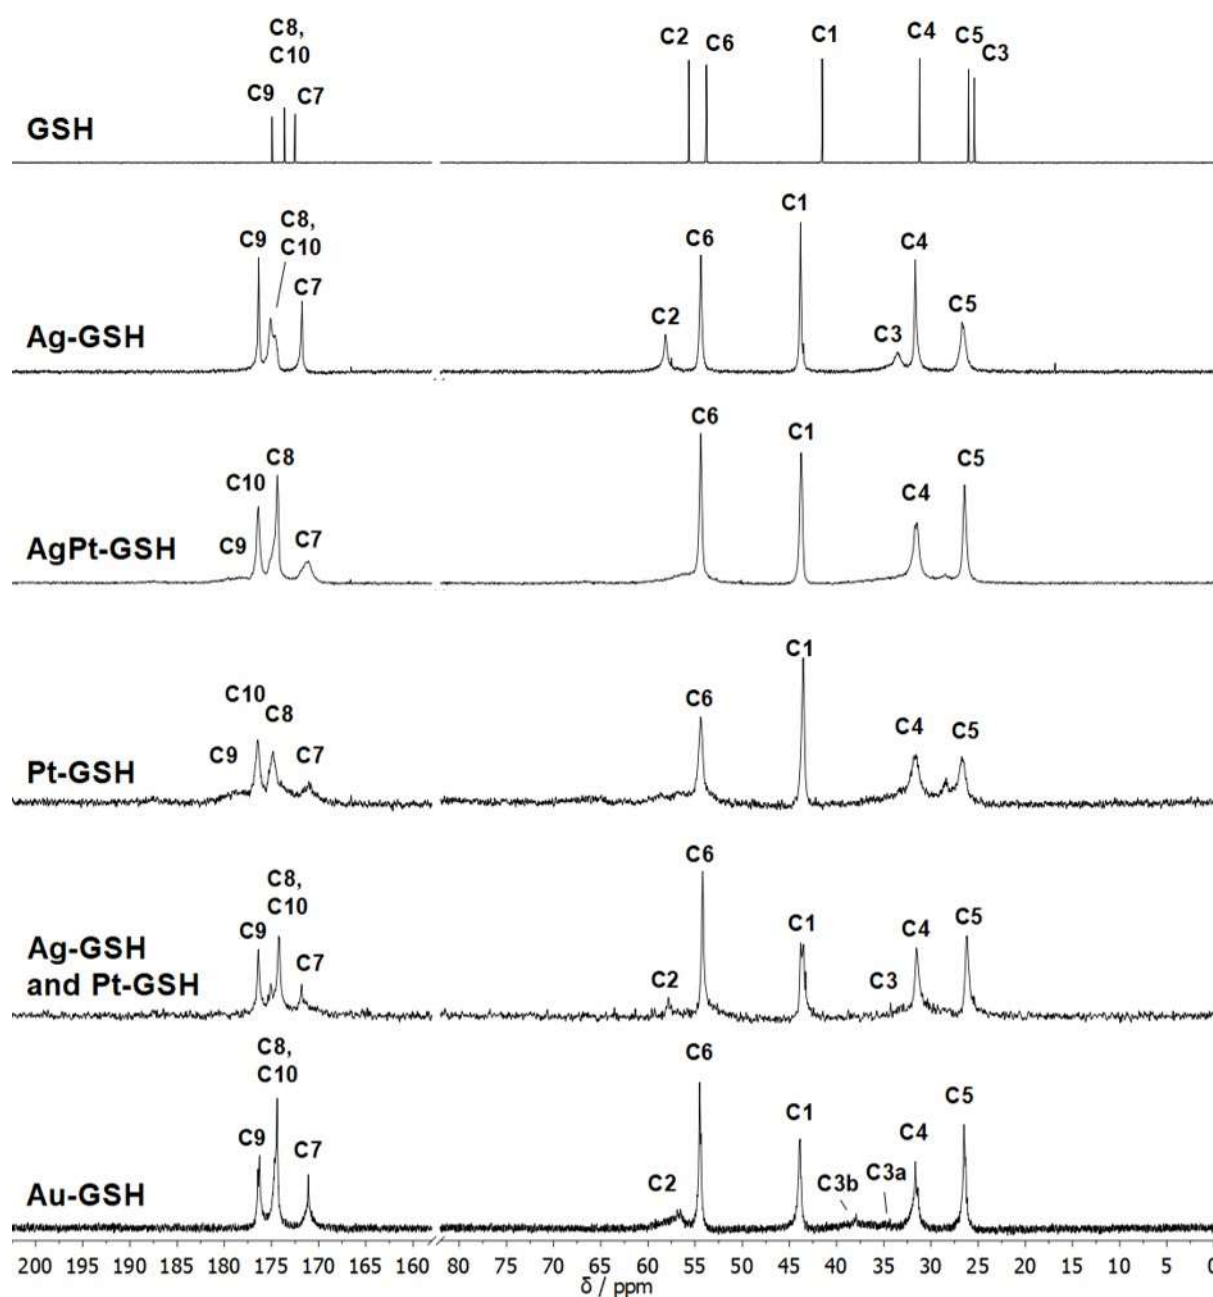 GSH
C9
C8,
C10
C7
C2
C6
C1
C4
C5
C3
Ag-GSH
C9
C8,
C10
C7
C2
C6
C1
C3
C4
C5
AgPt-GSH
C9
C10
C8
C7
C6
C1
C4
C5
Pt-GSH
C9
C10
C8
C7
C6
C1
C4
C5
Ag-GSH
and Pt-GSH
C9
C8,
C10
C7
C2
C6
C1
C3
C4
C5
Au-GSH
C9
C8,
C10
C7
C2
C6
C1
C3b
C3a
C4
C5
200 190 185 180 175 170 165 160 80 75 70 65 60 55 50 45 40 35 30 25 20 15 10 5 0
δ / ppm